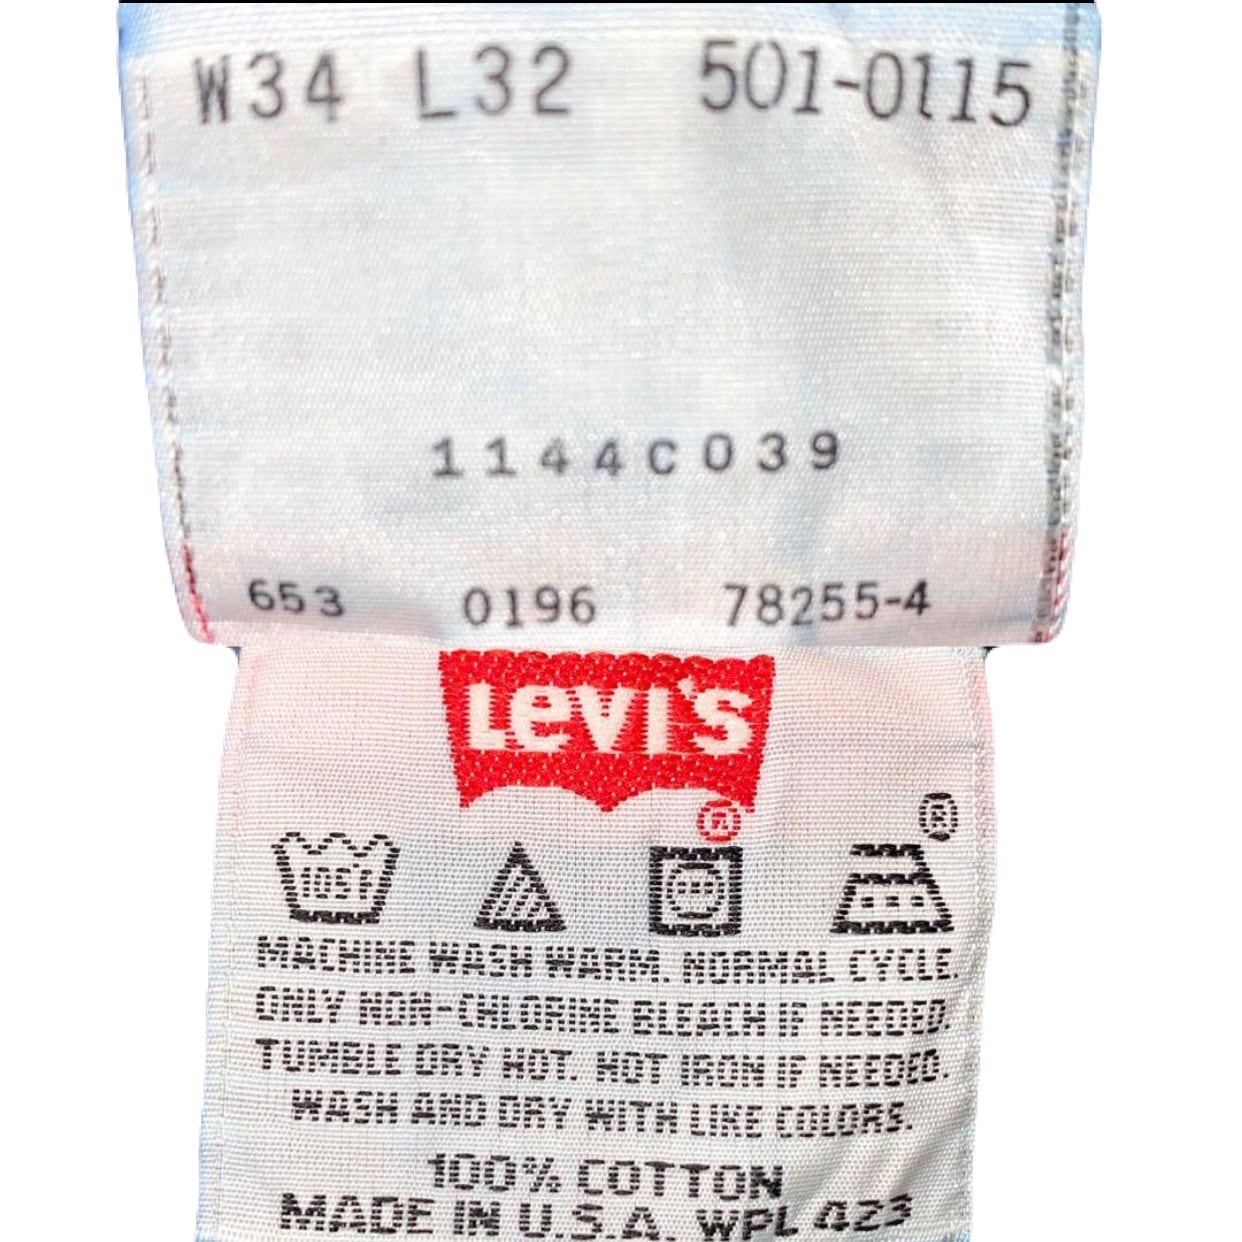 W34 L32 501-0115
1144C039
653 0196 78255-4
Levi's
®
®
105°F
MACHINE WASH WARM. NORMAL CYCLE.
ONLY NON-CHLORINE BLEACH IF NEEDED.
TUMBLE DRY HOT. HOT IRON IF NEEDED.
WASH AND DRY WITH LIKE COLORS.
100% COTTON
MADE IN U.S.A. WPL 423